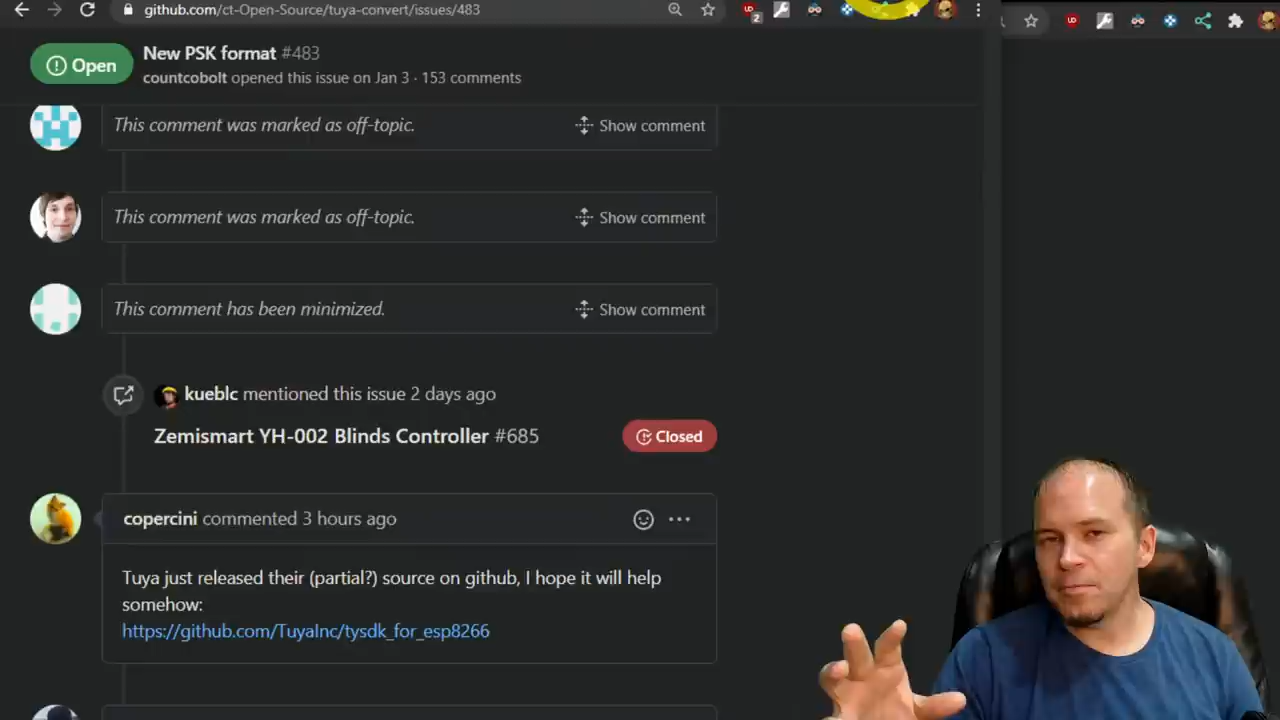 github.com/ct-Open-Source/tuya-convert/issues/483
2
Open
New PSK format #483
countcobolt opened this issue on Jan 3 · 153 comments
This comment was marked as off-topic.
Show comment
This comment was marked as off-topic.
Show comment
This comment has been minimized.
Show comment
kueblc mentioned this issue 2 days ago
Zemismart YH-002 Blinds Controller #685
Closed
copercini commented 3 hours ago
Tuya just released their (partial?) source on github, I hope it will help
somehow:
https://github.com/TuyaInc/tysdk_for_esp8266